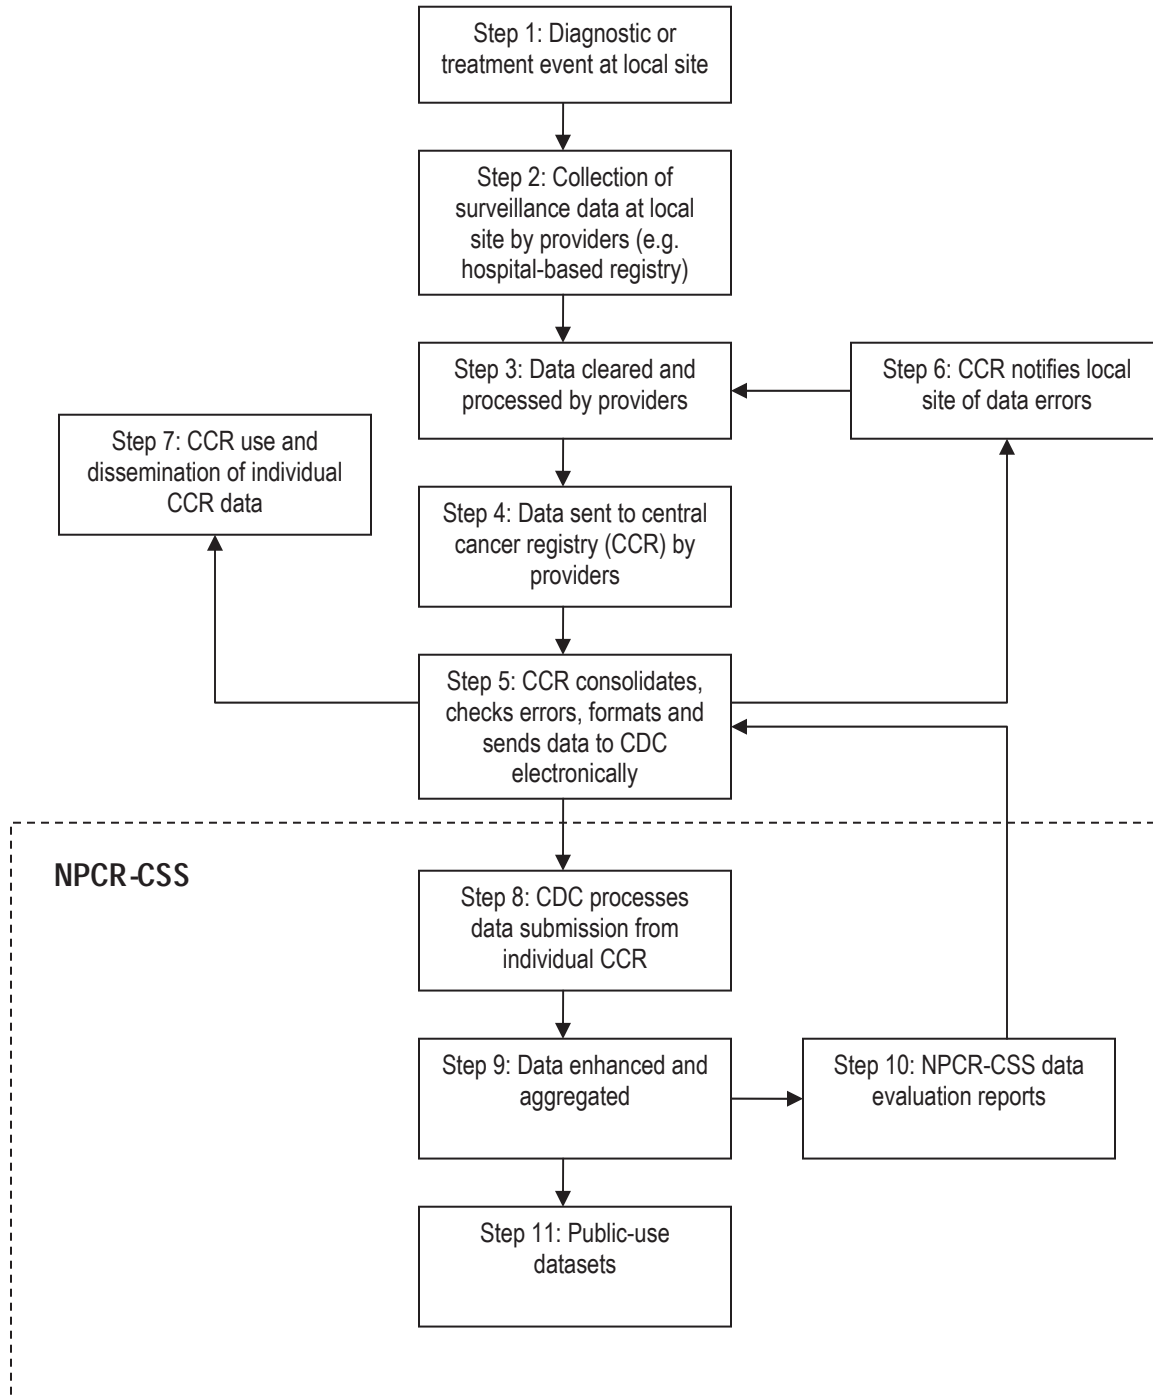 Step 1: Diagnostic or
treatment event at local site
Step 2: Collection of
surveillance data at local
site by providers (e.g.
hospital-based registry)
Step 3: Data cleared and
processed by providers
Step 6: CCR notifies local
site of data errors
Step 7: CCR use and
dissemination of individual
CCR data
Step 4: Data sent to central
cancer registry (CCR) by
providers
Step 5: CCR consolidates,
checks errors, formats and
sends data to CDC
electronically
NPCR-CSS
Step 8: CDC processes
data submission from
individual CCR
Step 9: Data enhanced and
aggregated
Step 10: NPCR-CSS data
evaluation reports
Step 11: Public-use
datasets